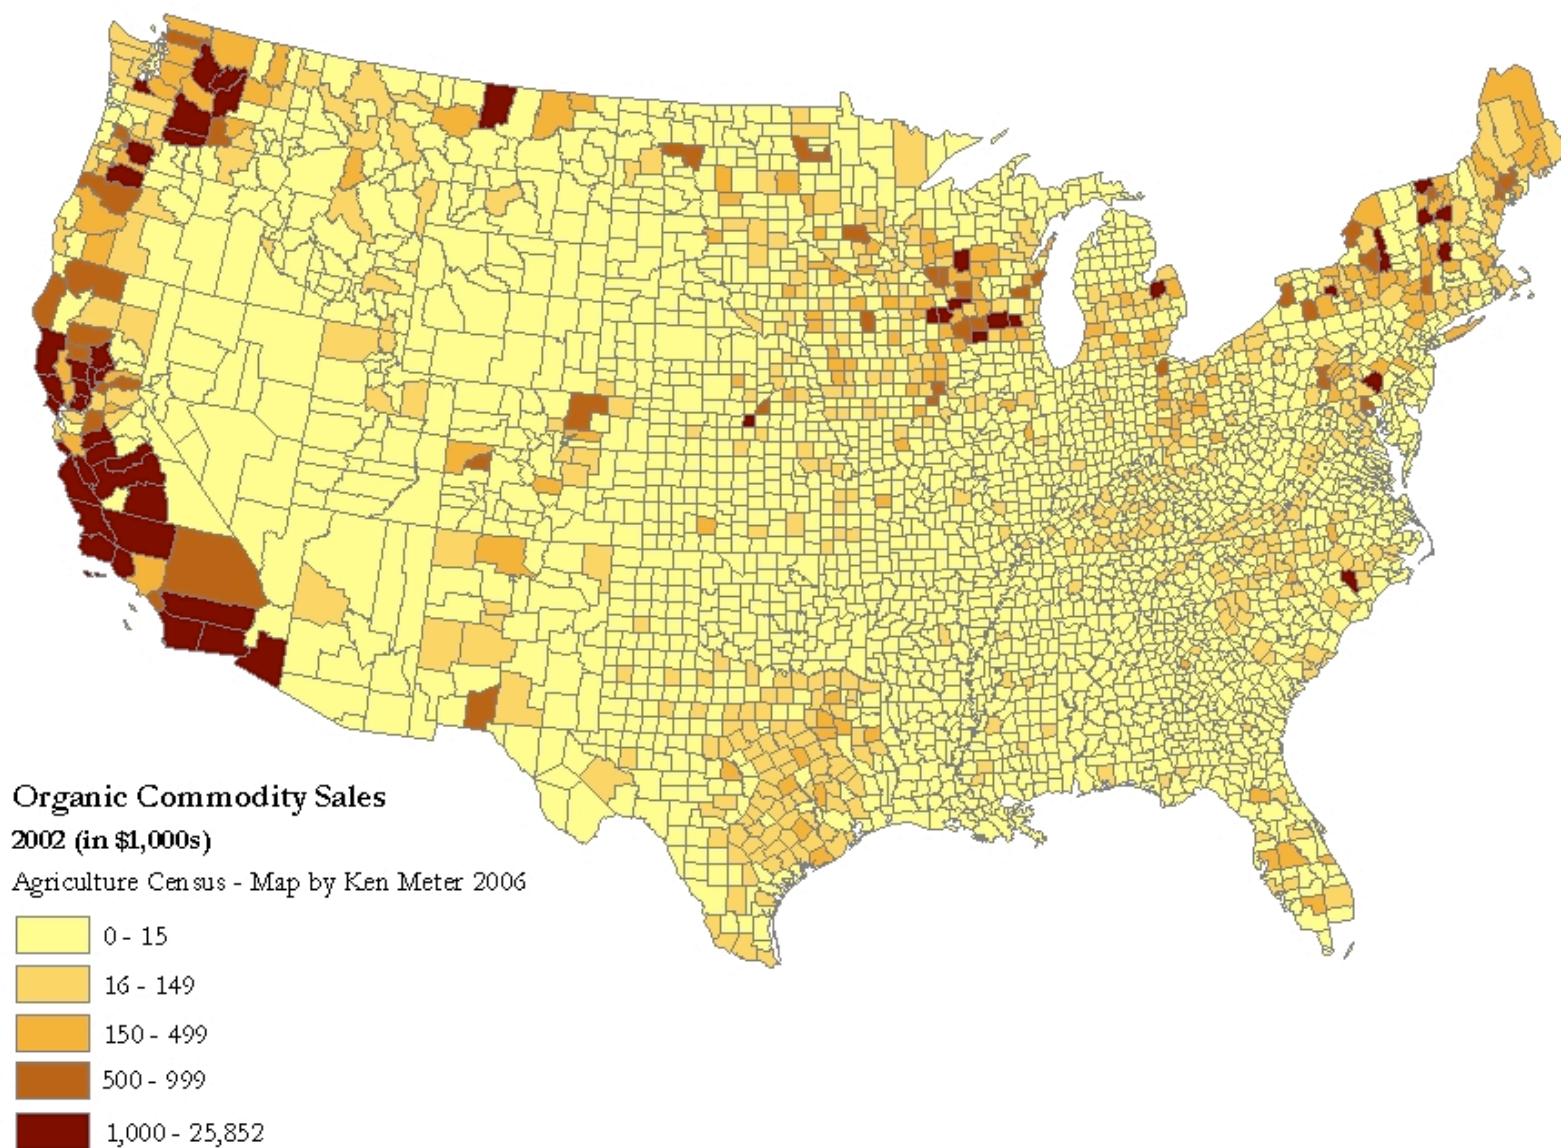 Organic Commodity Sales
2002 (in $1,000s)
Agriculture Census - Map by Ken Meter 2006
0 - 15
16 - 149
150 - 499
500 - 999
1,000 - 25,852